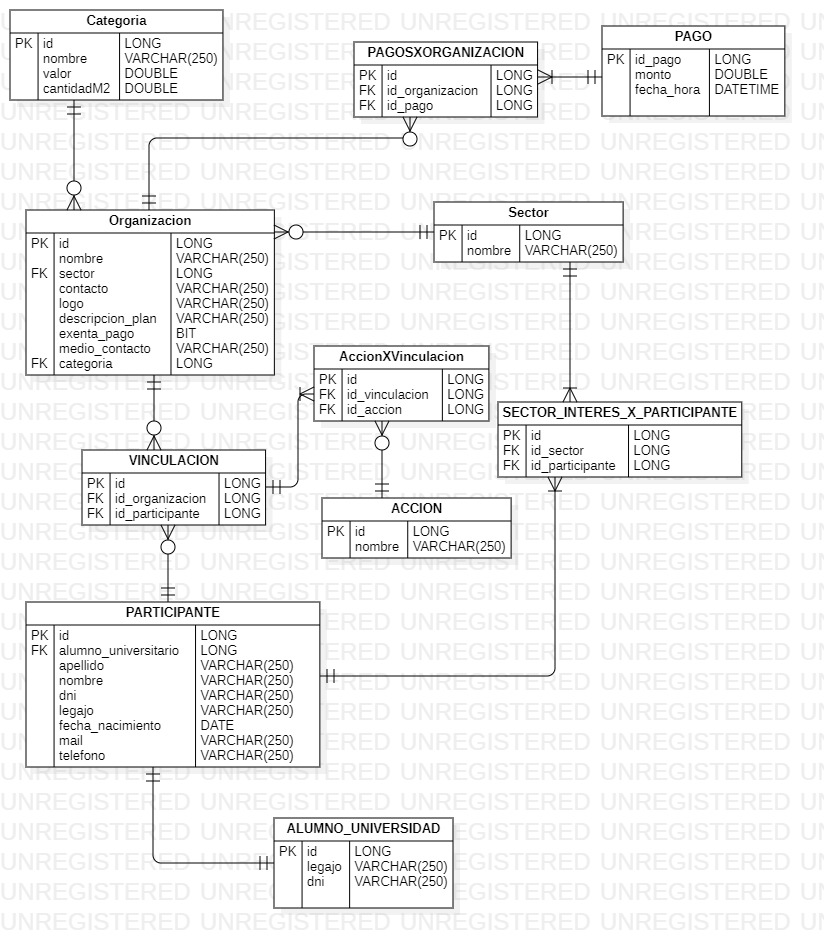 Categoria
PK id LONG
nombre VARCHAR(250)
valor DOUBLE
cantidadM2 DOUBLE
PAGOSXORGANIZACION
PK id LONG
FK id_organizacion LONG
FK id_pago LONG
PAGO
PK id_pago LONG
monto DOUBLE
fecha_hora DATETIME
Organizacion
PK id LONG
nombre VARCHAR(250)
FK sector LONG
contacto VARCHAR(250)
logo VARCHAR(250)
descripcion_plan VARCHAR(250)
exenta_pago BIT
medio_contacto VARCHAR(250)
FK categoria LONG
Sector
PK id LONG
nombre VARCHAR(250)
AccionXVinculacion
PK id LONG
FK id_vinculacion LONG
FK id_accion LONG
SECTOR_INTERES_X_PARTICIPANTE
PK id LONG
FK id_sector LONG
FK id_participante LONG
VINCULACION
PK id LONG
FK id_organizacion LONG
FK id_participante LONG
ACCION
PK id LONG
nombre VARCHAR(250)
PARTICIPANTE
PK id LONG
FK alumno_universitario LONG
apellido VARCHAR(250)
nombre VARCHAR(250)
dni VARCHAR(250)
legajo VARCHAR(250)
fecha_nacimiento DATE
mail VARCHAR(250)
telefono VARCHAR(250)
ALUMNO_UNIVERSIDAD
PK id LONG
legajo VARCHAR(250)
dni VARCHAR(250)
UNREGISTERED